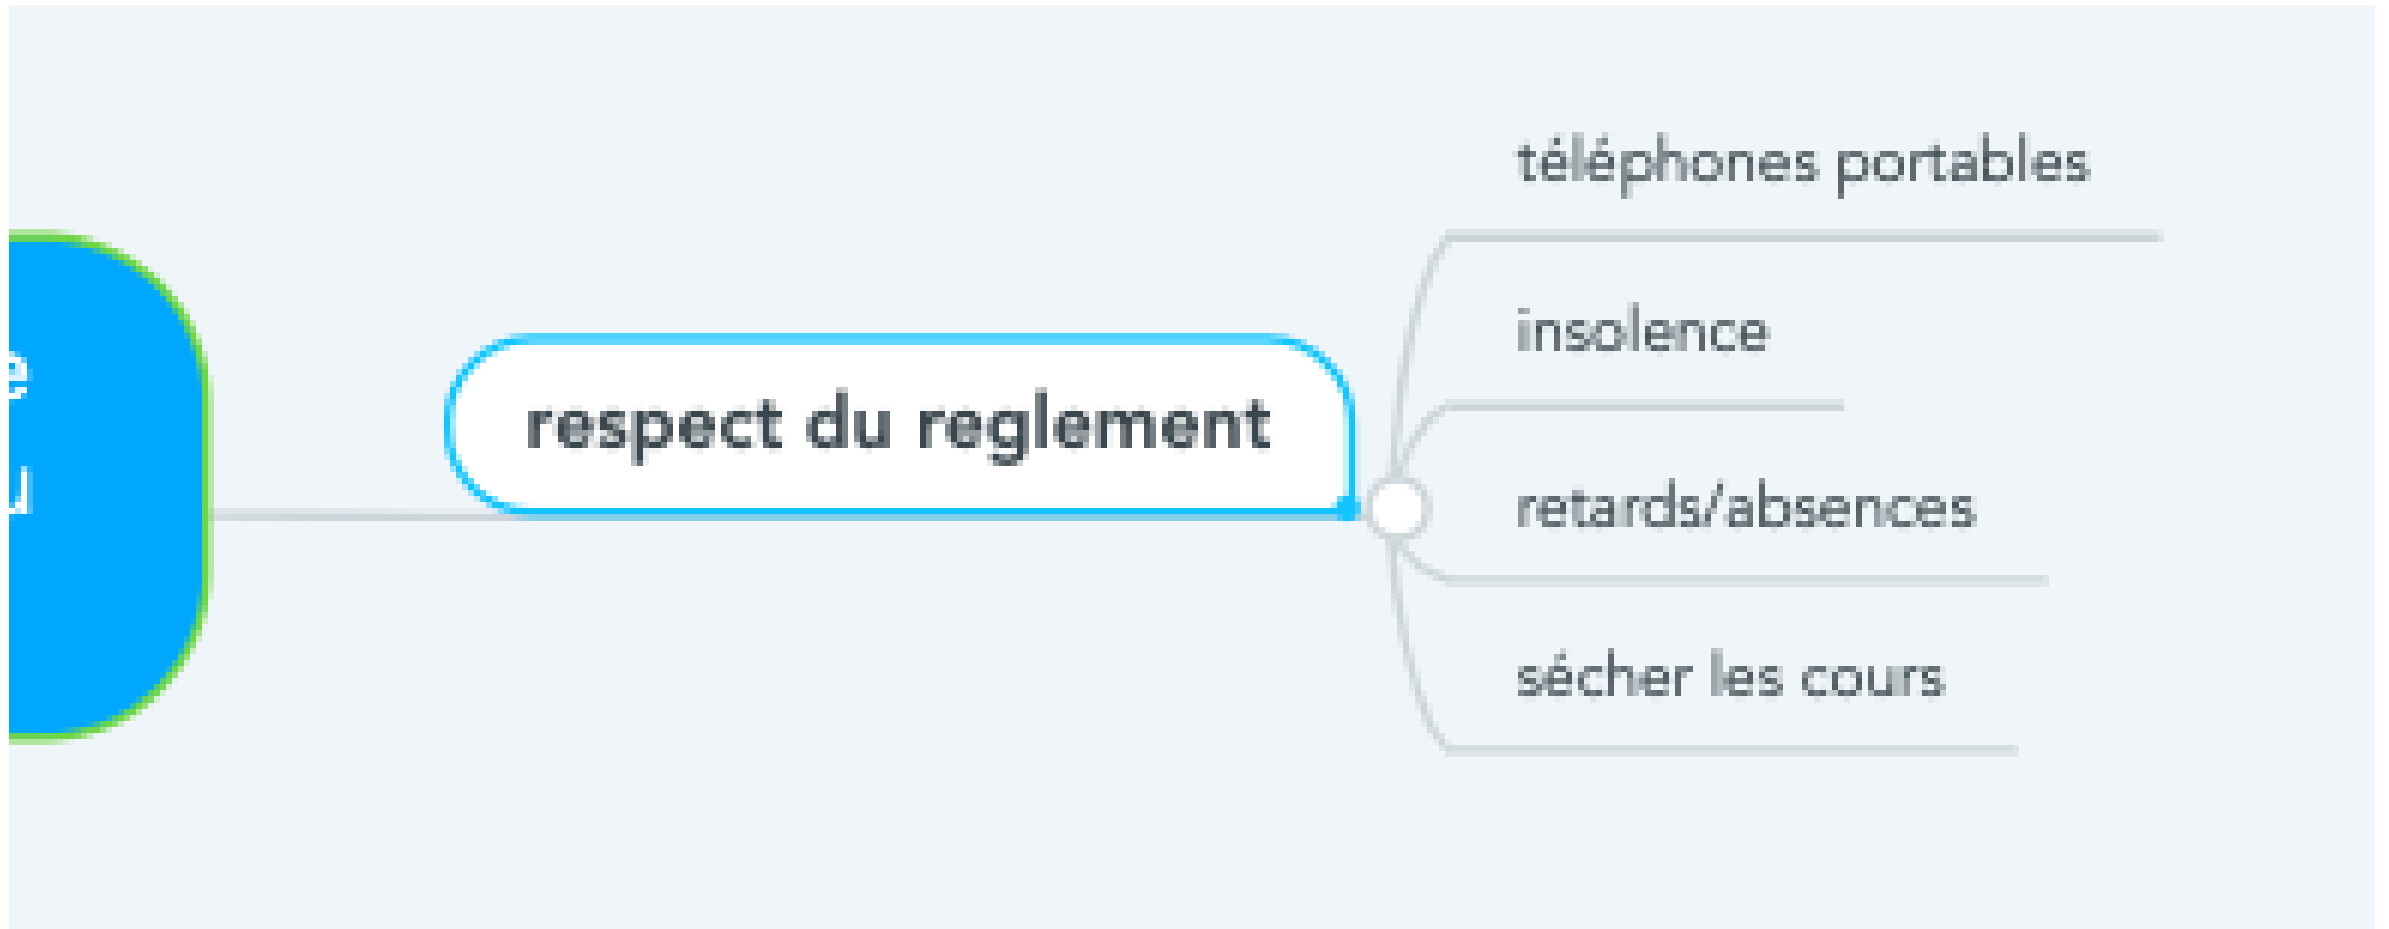 téléphones portables
insolence
respect du reglement
retards/absences
sécher les cours